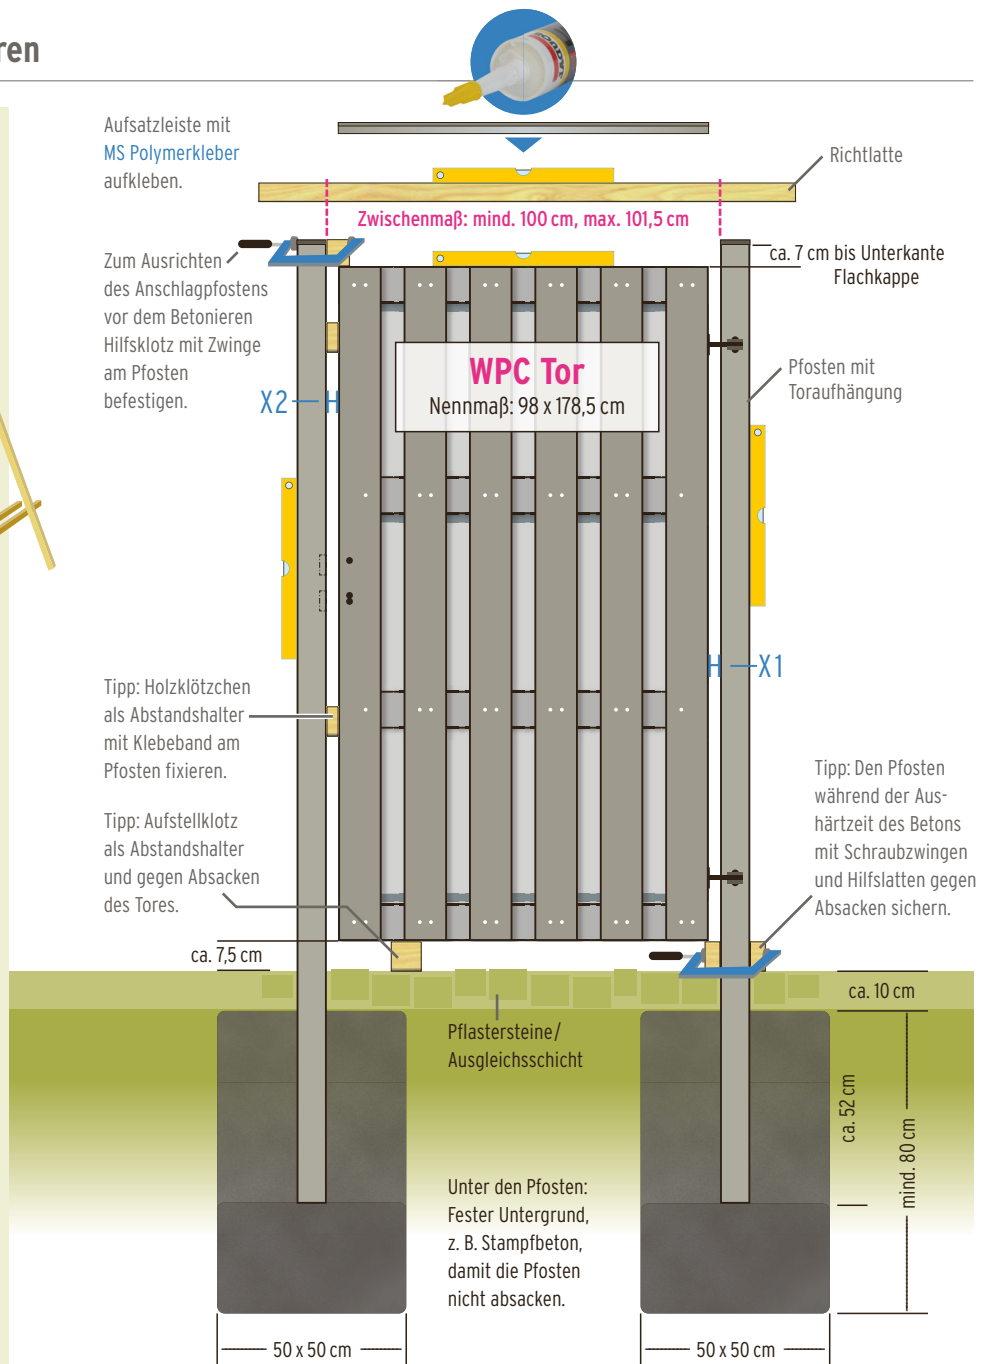 ren
Aufsatzleiste mit
MS Polymerkleber
aufkleben.
Richtlatte
Zwischenmaß: mind. 100 cm, max. 101,5 cm
Zum Ausrichten
des Anschlagpfostens
vor dem Betonieren
Hilfsklotz mit Zwinge
am Pfosten
befestigen.
ca. 7 cm bis Unterkante
Flachkappe
WPC Tor
Nennmaß: 98 x 178,5 cm
Pfosten mit
Toraufhängung
X2 H
H X1
Tipp: Holzklötzchen
als Abstandshalter
mit Klebeband am
Pfosten fixieren.
Tipp: Aufstellklotz
als Abstandshalter
und gegen Absacken
des Tores.
Tipp: Den Pfosten
während der Aus-
härtzeit des Betons
mit Schraubzwingen
und Hilfslatten gegen
Absacken sichern.
ca. 7,5 cm
ca. 10 cm
Pflastersteine/
Ausgleichsschicht
ca. 52 cm
mind. 80 cm
Unter den Pfosten:
Fester Untergrund,
z. B. Stampfbeton,
damit die Pfosten
nicht absacken.
50 x 50 cm
50 x 50 cm